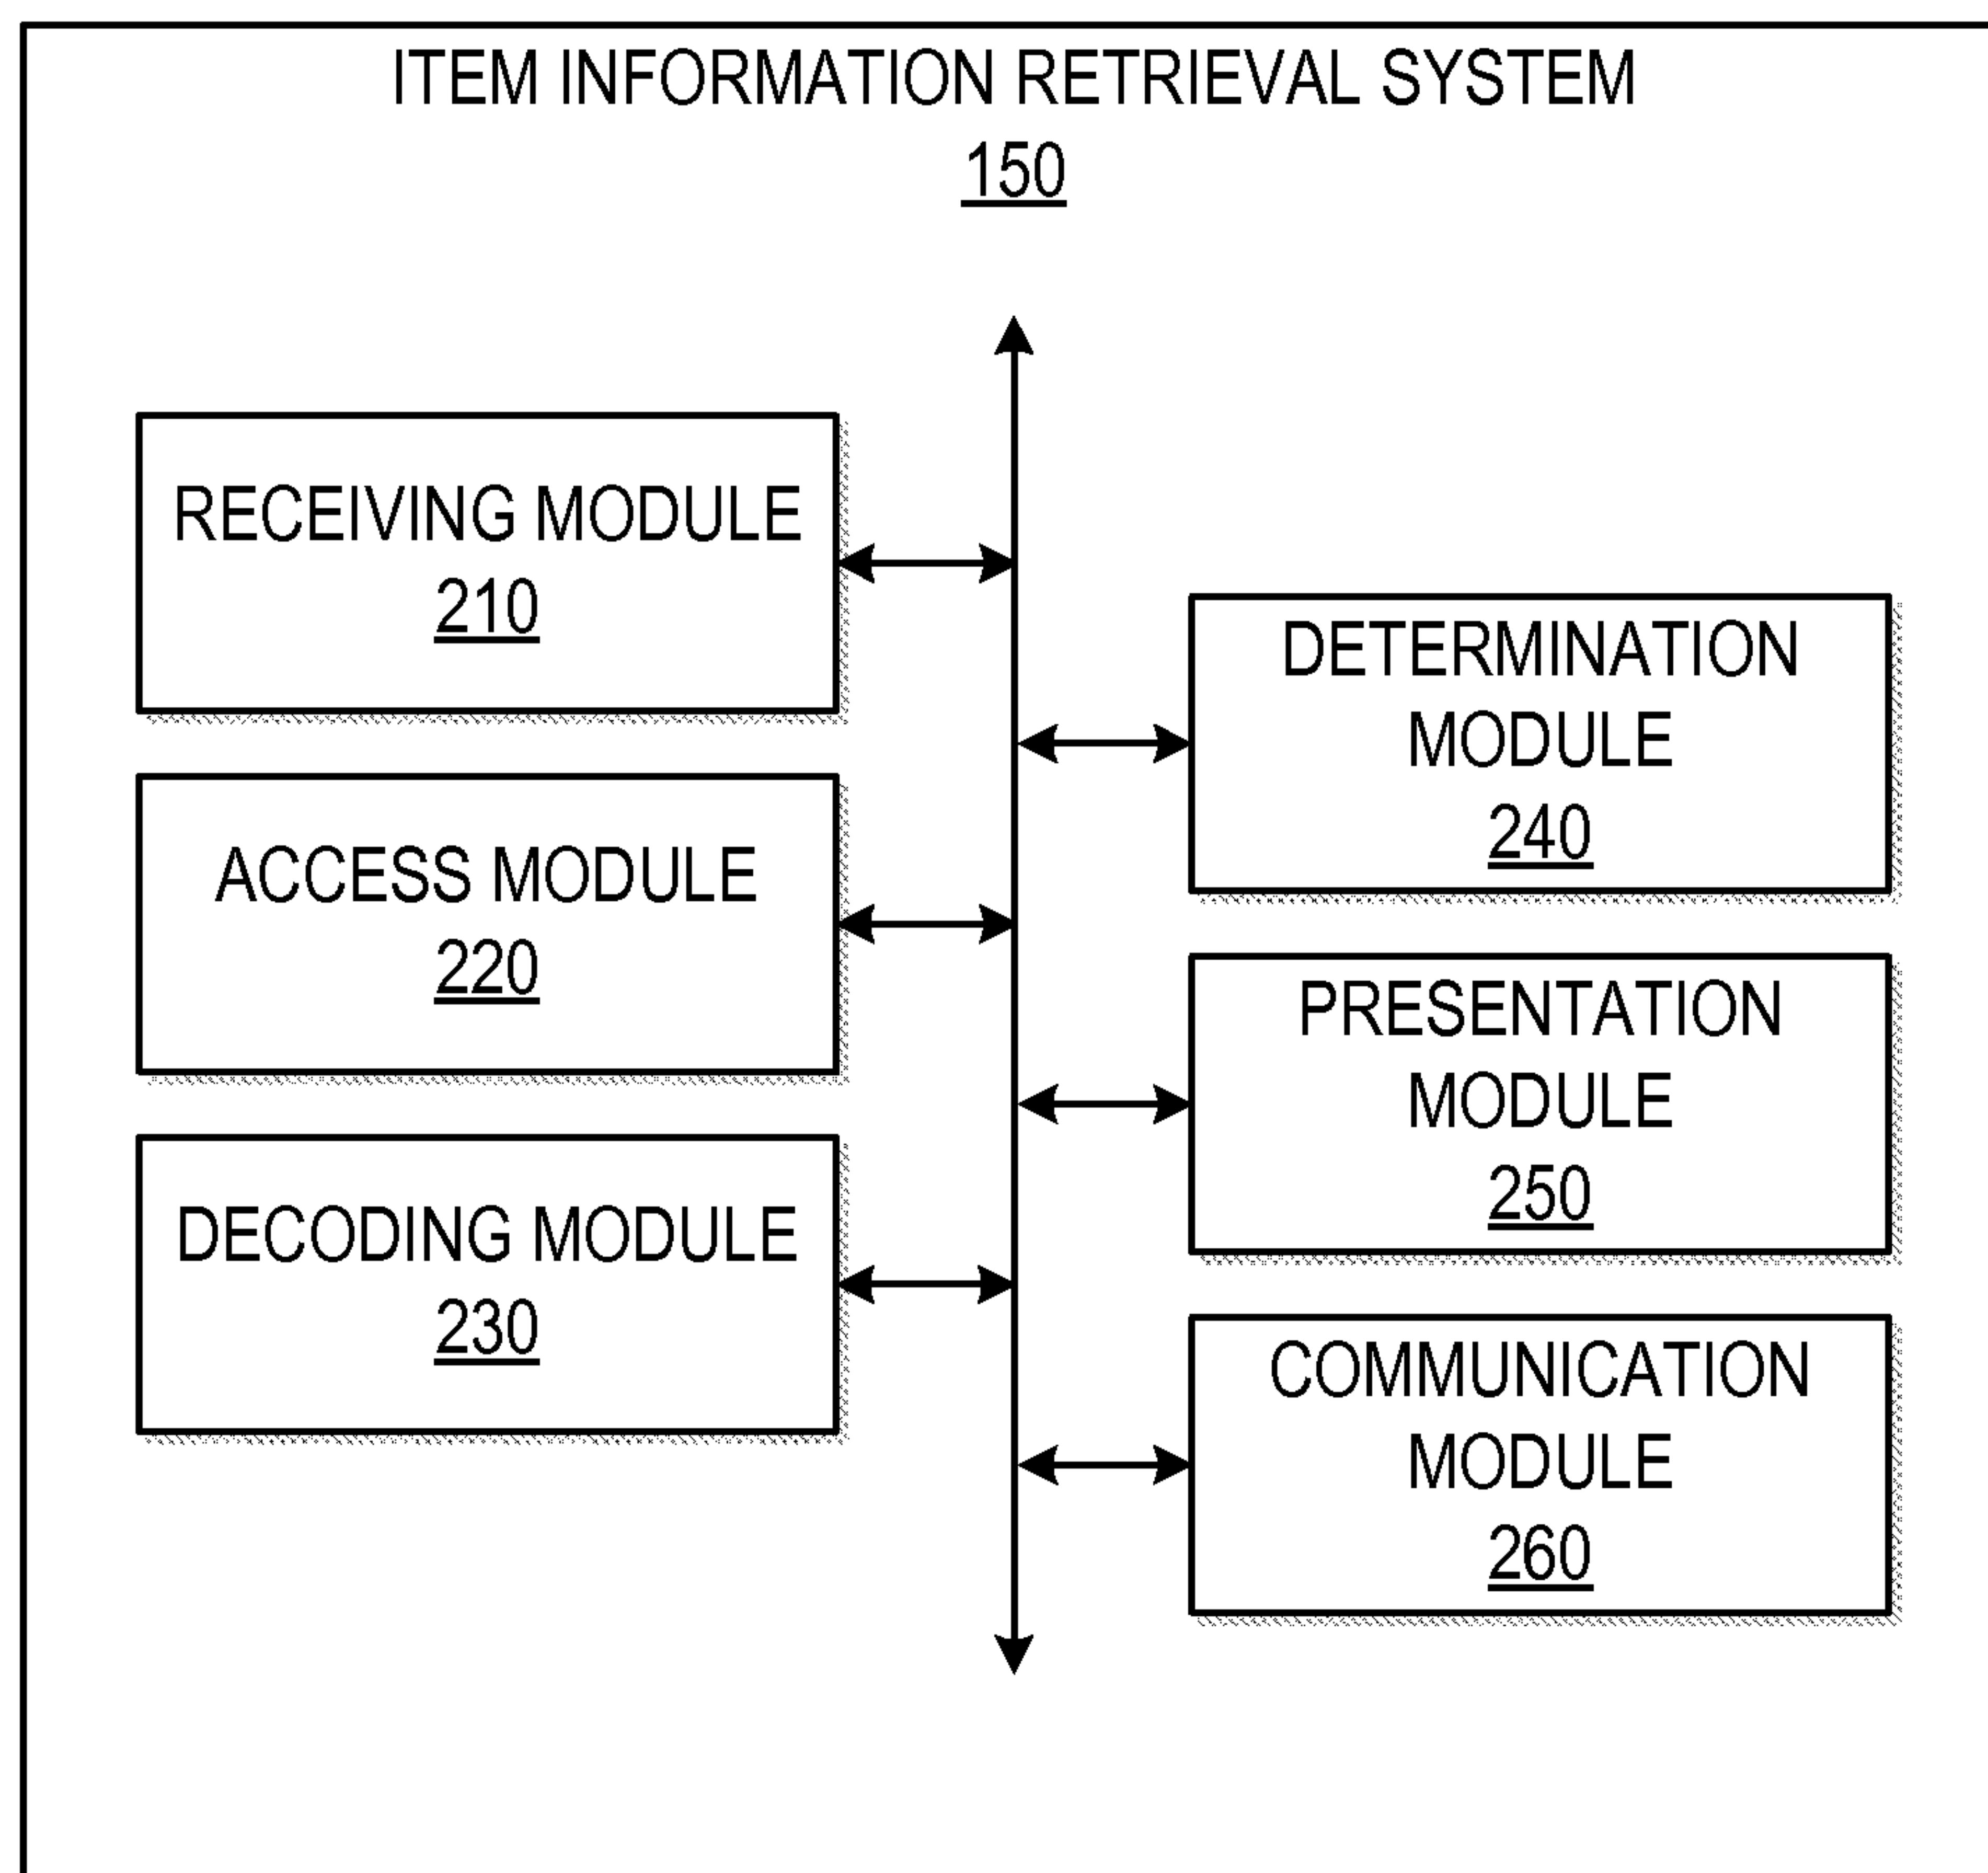 ITEM INFORMATION RETRIEVAL SYSTEM
150
RECEIVING MODULE
210
ACCESS MODULE
220
DECODING MODULE
230
DETERMINATION
MODULE
240
PRESENTATION
MODULE
250
COMMUNICATION
MODULE
260